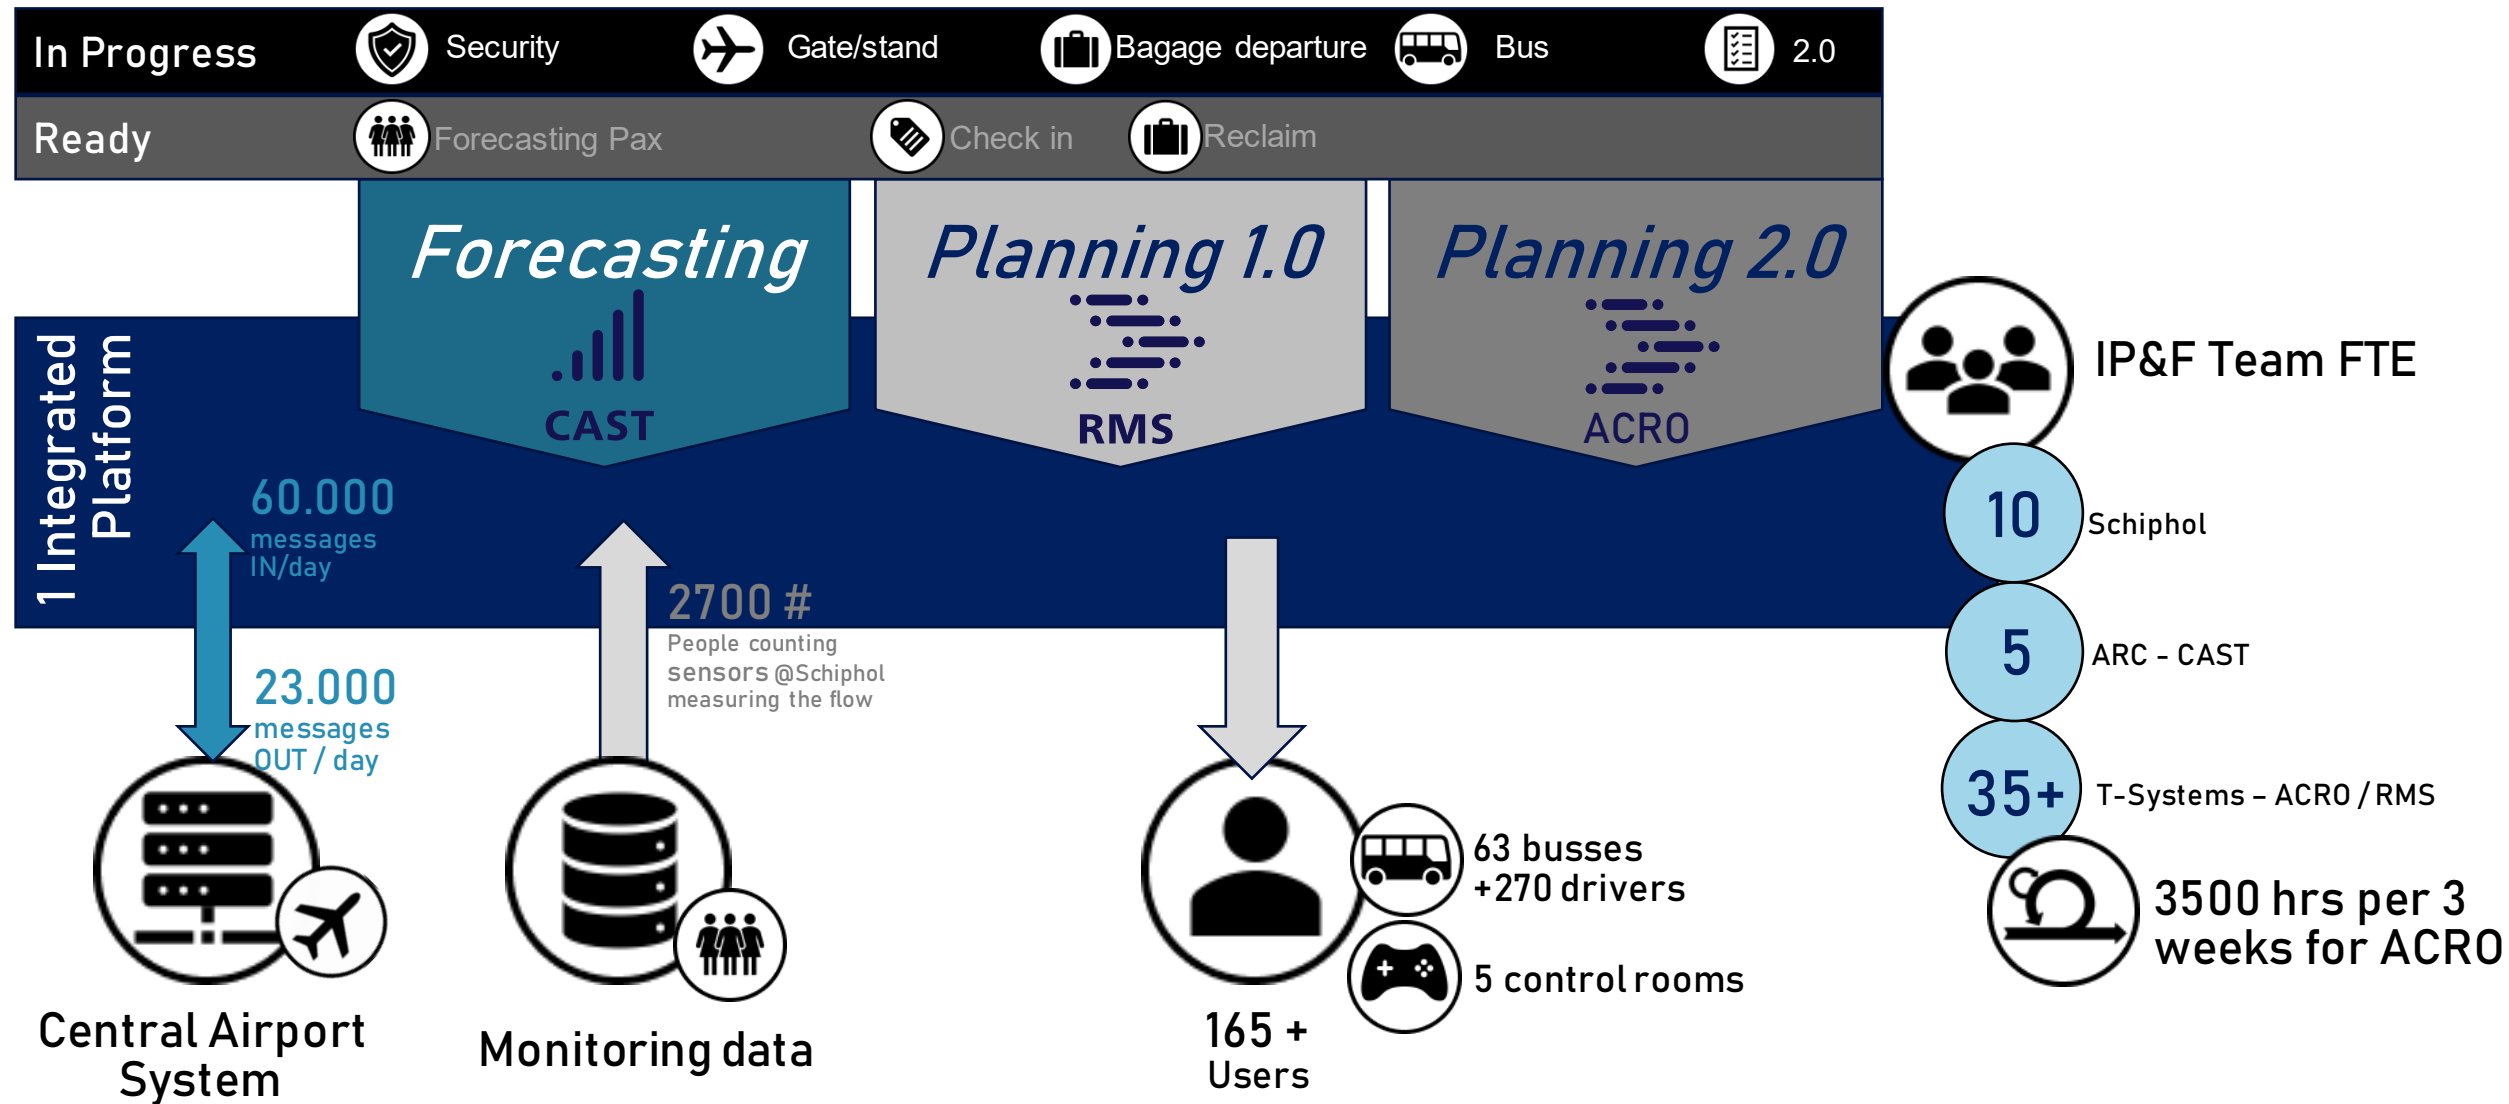 In Progress
Security
Gate/stand
Bagage departure
Bus
2.0
Ready
Forecasting Pax
Check in
Reclaim
Forecasting
CAST
Planning 1.0
RMS
Planning 2.0
ACRO
1 Integrated
Platform
60.000
messages
IN/day
23.000
messages
OUT / day
2700 #
People counting
sensors @Schiphol
measuring the flow
Central Airport
System
Monitoring data
165 +
Users
63 busses
+270 drivers
5 control rooms
IP&F Team FTE
10
Schiphol
5
ARC - CAST
35+
T-Systems – ACRO / RMS
3500 hrs per 3
weeks for ACRO